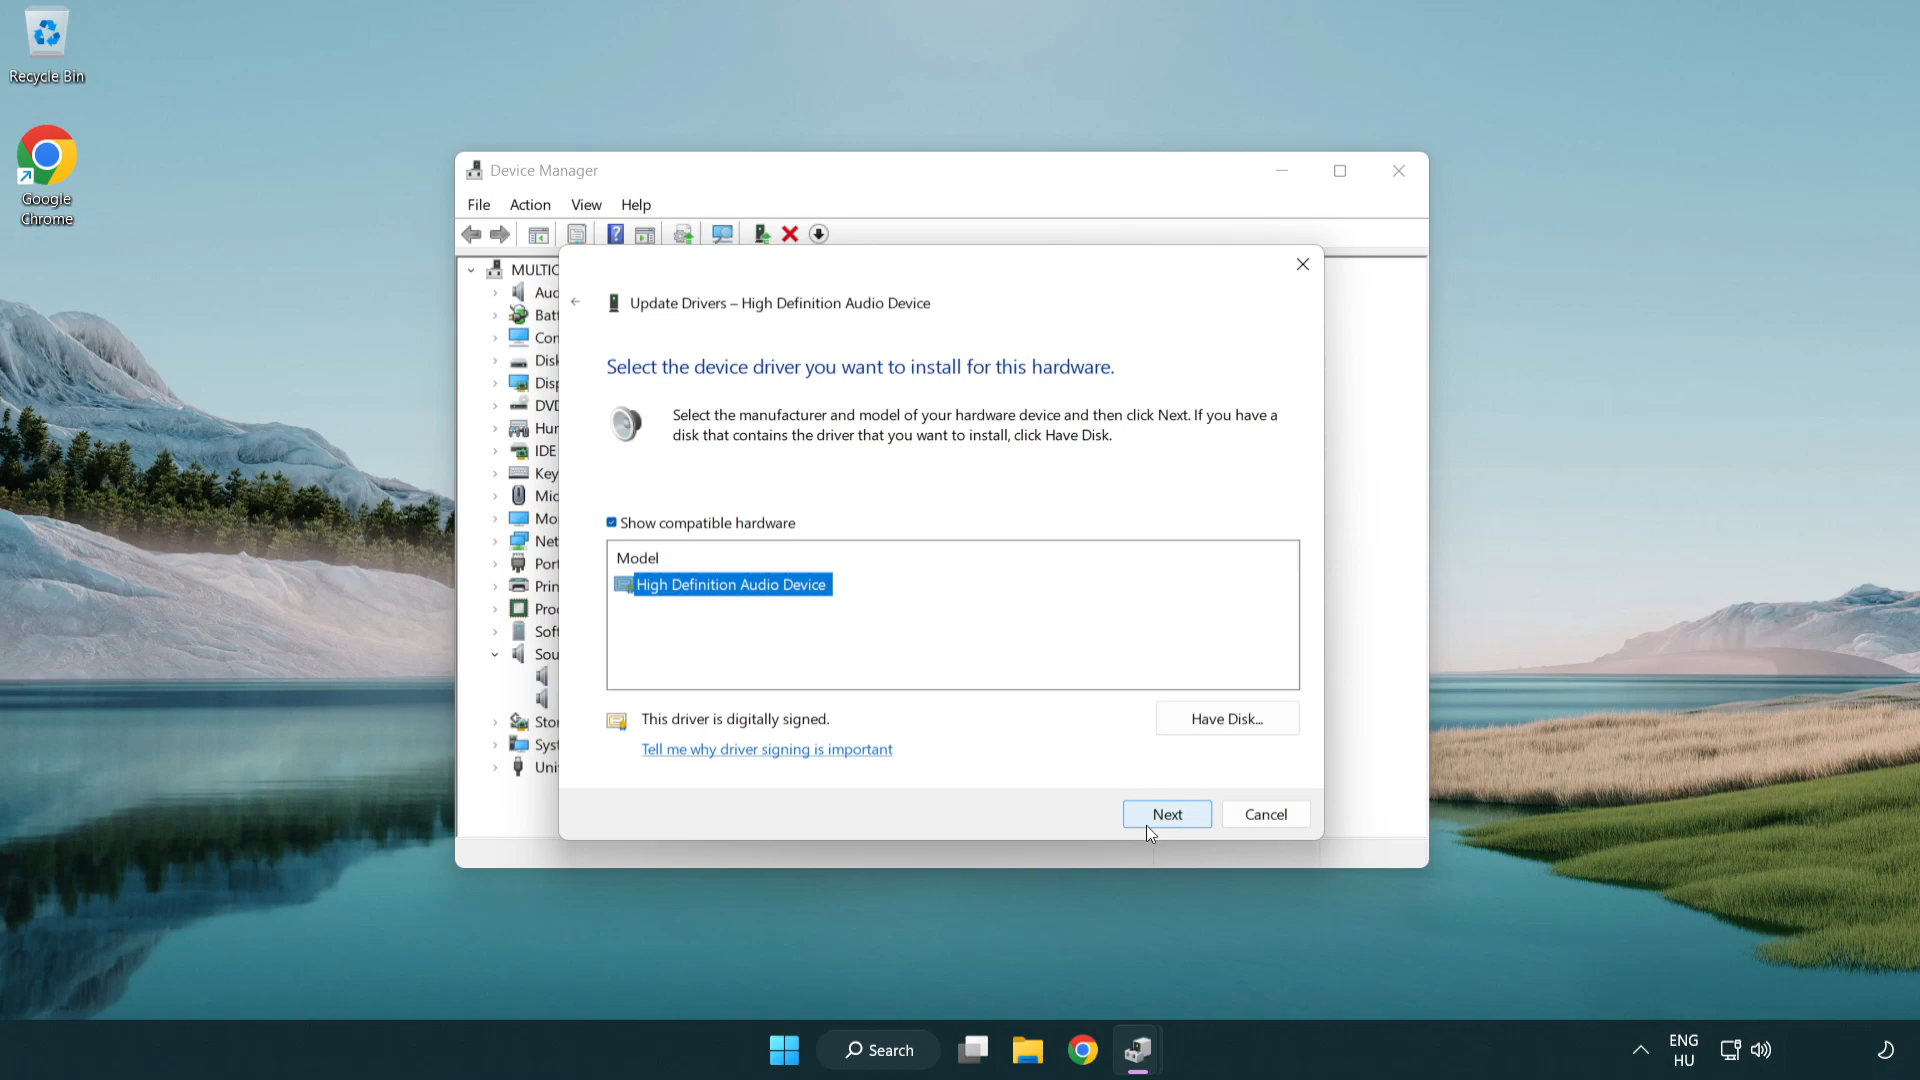 Recycle Bin
Google
Chrome
Device Manager
File Action View Help
Update Drivers – High Definition Audio Device
Select the device driver you want to install for this hardware.
Select the manufacturer and model of your hardware device and then click Next. If you have a
disk that contains the driver that you want to install, click Have Disk.
Show compatible hardware
Model
High Definition Audio Device
This driver is digitally signed.
Have Disk...
Tell me why driver signing is important
Next
Cancel
MULTIC
Aud
Batt
Con
Disk
Disp
DVD
Hun
IDE
Key
Mic
Mo
Net
Port
Prin
Proc
Soft
Sou
Stor
Syst
Uni
Search
ENG
HU